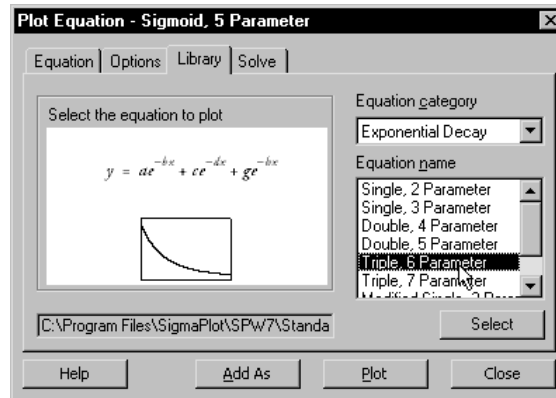 Plot Equation - Sigmoid, 5 Parameter
Equation Options Library Solve
Select the equation to plot
y = ae^-bx + ce^-dx + ge^-hx
Equation category
Exponential Decay
Equation name
Single, 2 Parameter
Single, 3 Parameter
Double, 4 Parameter
Double, 5 Parameter
Triple, 6 Parameter
Triple, 7 Parameter
C:\Program Files\SigmaPlot\SPW7\Standa
Select
Help
Add As
Plot
Close